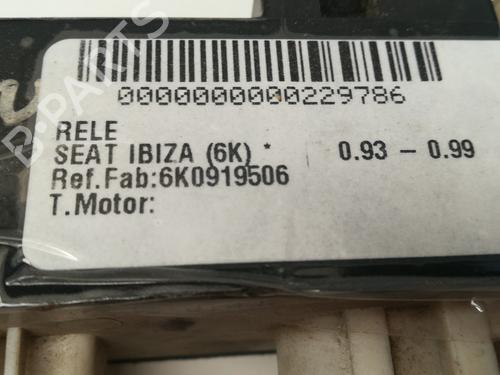 0000000000229786
RELE
SEAT IBIZA (6K) * 0.93 – 0.99
Ref.Fab:6K0919506
T.Motor:
B-PARTS